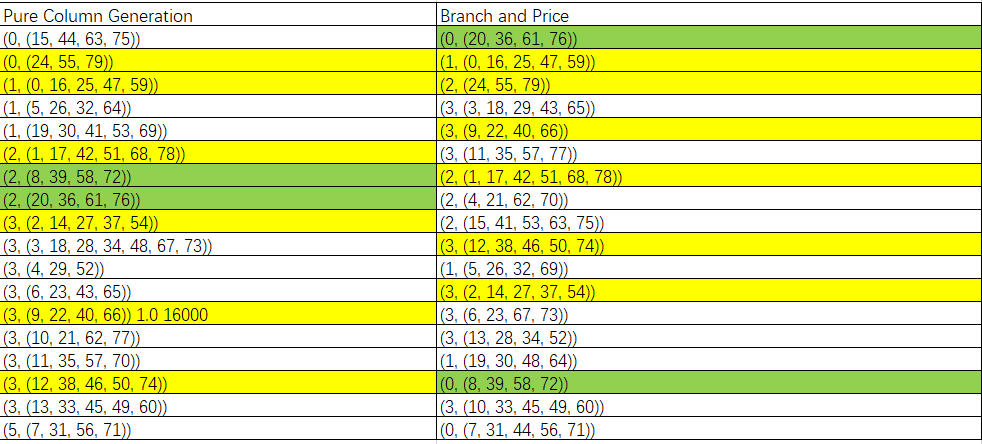 Pure Column Generation Branch and Price
(0, (15, 44, 63, 75)) (0, (20, 36, 61, 76))
(0, (24, 55, 79)) (1, (0, 16, 25, 47, 59))
(1, (0, 16, 25, 47, 59)) (2, (24, 55, 79))
(1, (5, 26, 32, 64)) (3, (3, 18, 29, 43, 65))
(1, (19, 30, 41, 53, 69)) (3, (9, 22, 40, 66))
(2, (1, 17, 42, 51, 68, 78)) (3, (11, 35, 57, 77))
(2, (8, 39, 58, 72)) (2, (1, 17, 42, 51, 68, 78))
(2, (20, 36, 61, 76)) (2, (4, 21, 62, 70))
(3, (2, 14, 27, 37, 54)) (2, (15, 41, 53, 63, 75))
(3, (3, 18, 28, 34, 48, 67, 73)) (3, (12, 38, 46, 50, 74))
(3, (4, 29, 52)) (1, (5, 26, 32, 69))
(3, (6, 23, 43, 65)) (3, (2, 14, 27, 37, 54))
(3, (9, 22, 40, 66)) 1.0 16000 (3, (6, 23, 67, 73))
(3, (10, 21, 62, 77)) (3, (13, 28, 34, 52))
(3, (11, 35, 57, 70)) (1, (19, 30, 48, 64))
(3, (12, 38, 46, 50, 74)) (0, (8, 39, 58, 72))
(3, (13, 33, 45, 49, 60)) (3, (10, 33, 45, 49, 60))
(5, (7, 31, 56, 71)) (0, (7, 31, 44, 56, 71))